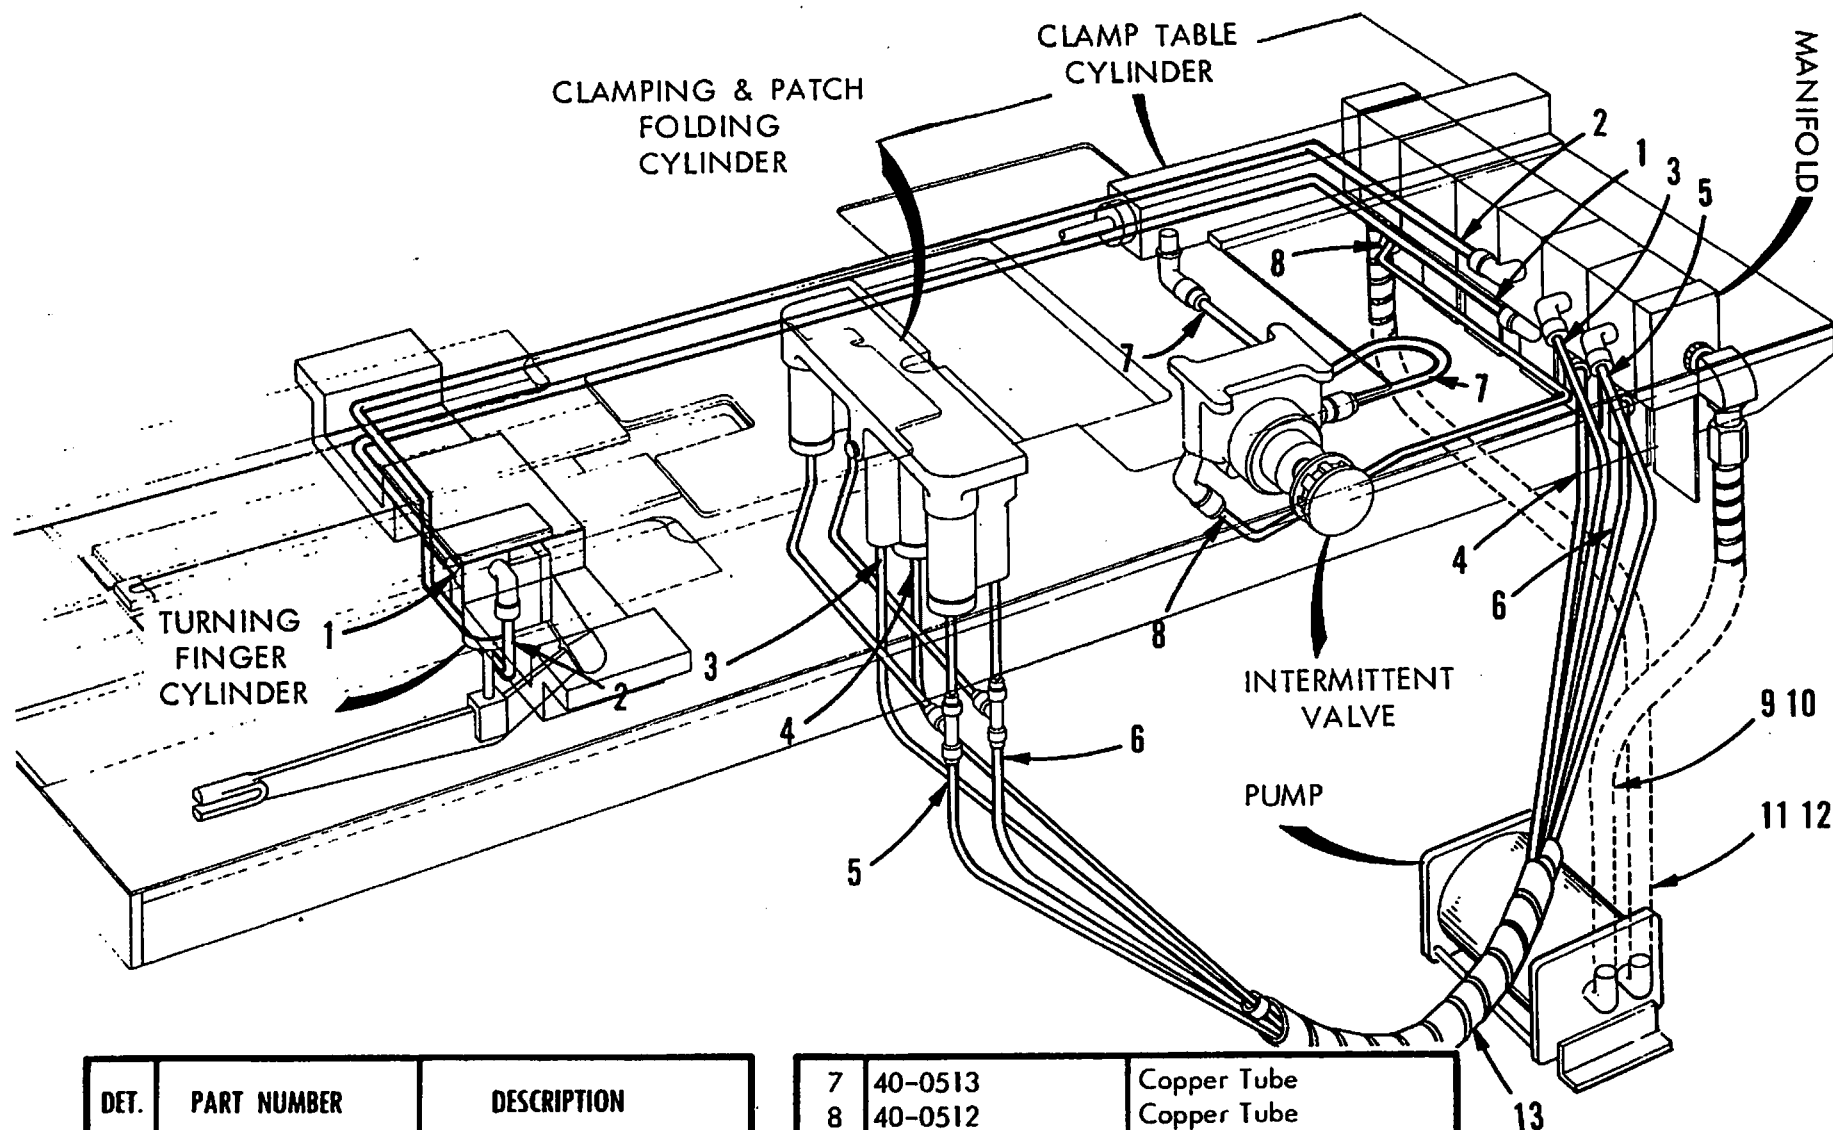 CLAMP TABLE
CYLINDER
MANIFOLD
CLAMPING & PATCH
FOLDING
CYLINDER
2
1
3
5
8
7
7
4
6
TURNING
FINGER
CYLINDER
1
2
3
4
8
INTERMITTENT
VALVE
6
5
9 10
PUMP
11 12
13
DET. PART NUMBER DESCRIPTION
7 40-0513 Copper Tube
8 40-0512 Copper Tube